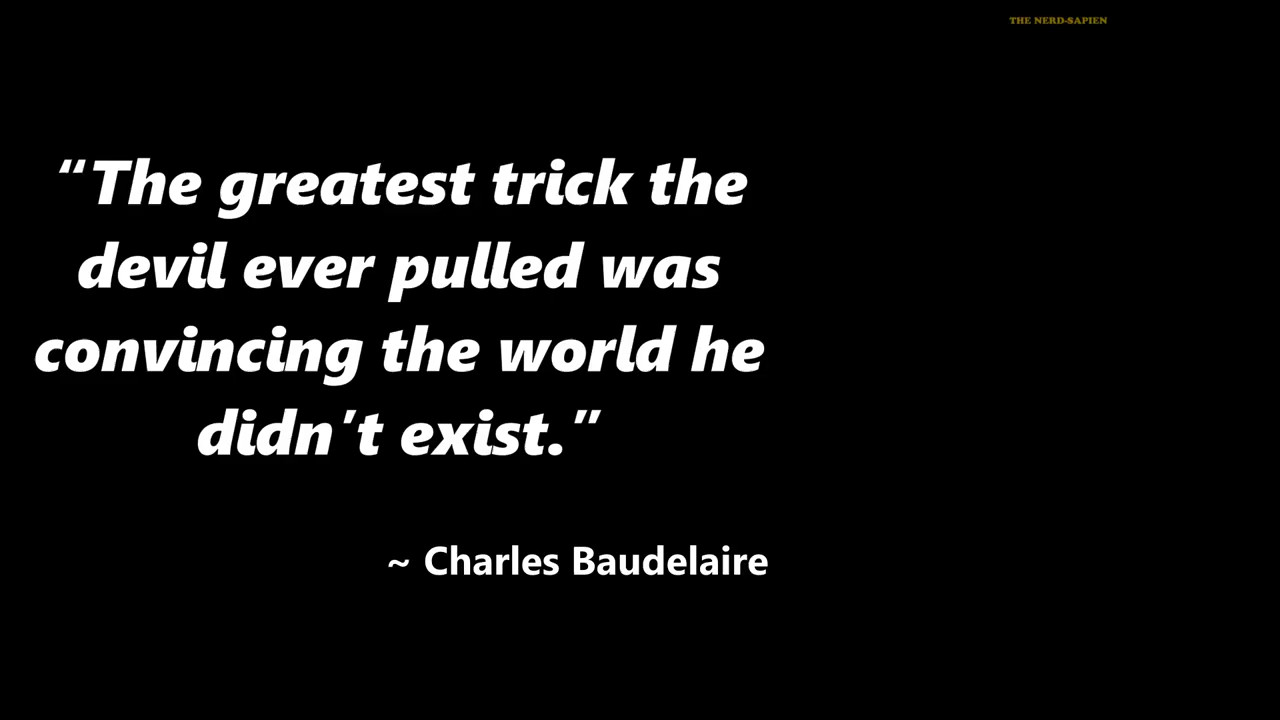 THE NERD-SAPIEN
“The greatest trick the
devil ever pulled was
convincing the world he
didn’t exist.”
~ Charles Baudelaire